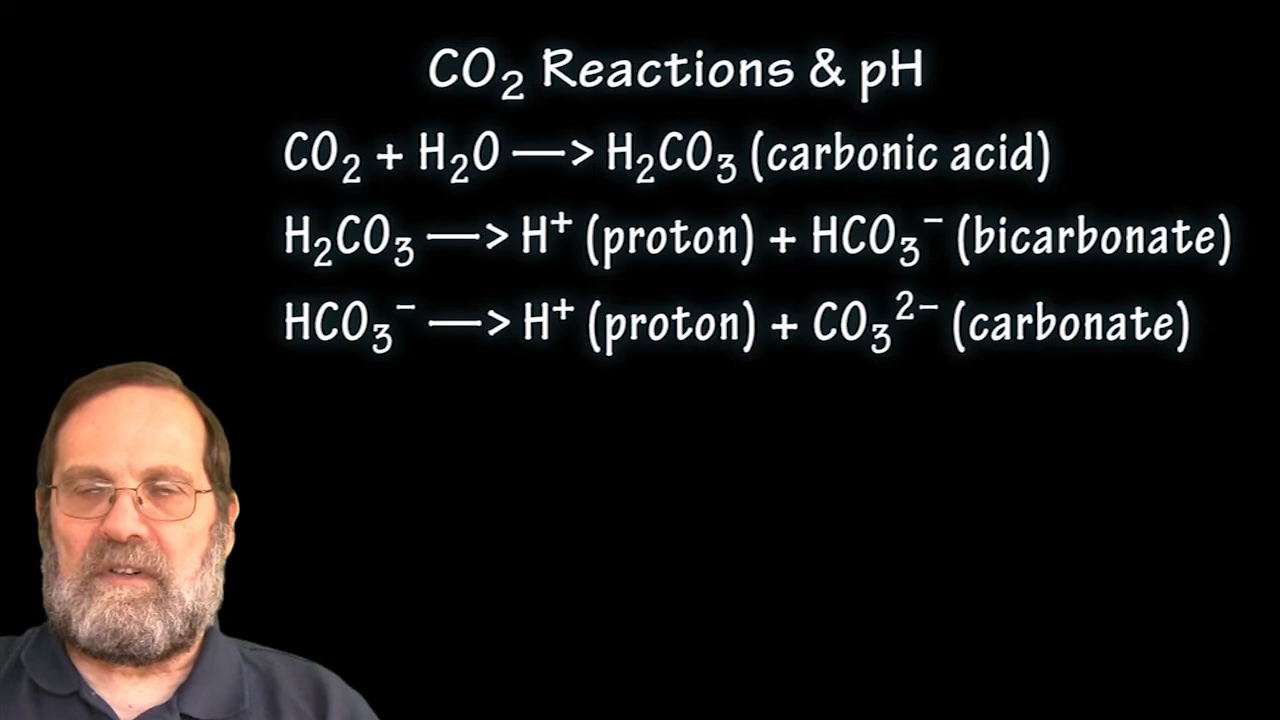 CO₂ Reactions & pH
CO₂ + H₂O —> H₂CO₃ (carbonic acid)
H₂CO₃ —> H⁺ (proton) + HCO₃⁻ (bicarbonate)
HCO₃⁻ —> H⁺ (proton) + CO₃²⁻ (carbonate)